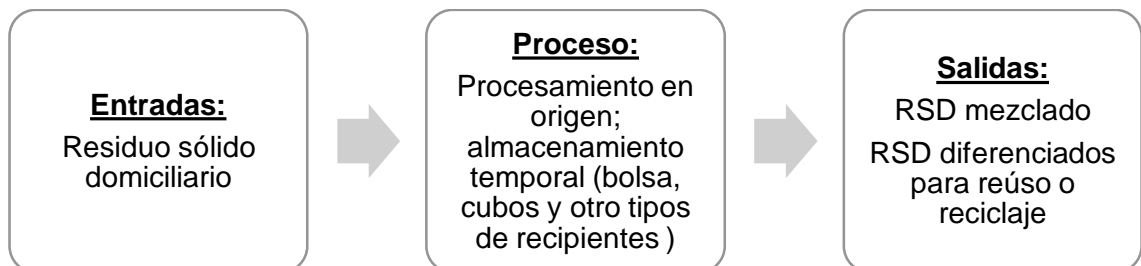 Entradas:
Residuo sólido
domiciliario
Proceso:
Procesamiento en
origen;
almacenamiento
temporal (bolsa,
cubos y otro tipos
de recipientes )
Salidas:
RSD mezclado
RSD diferenciados
para reúso o
reciclaje